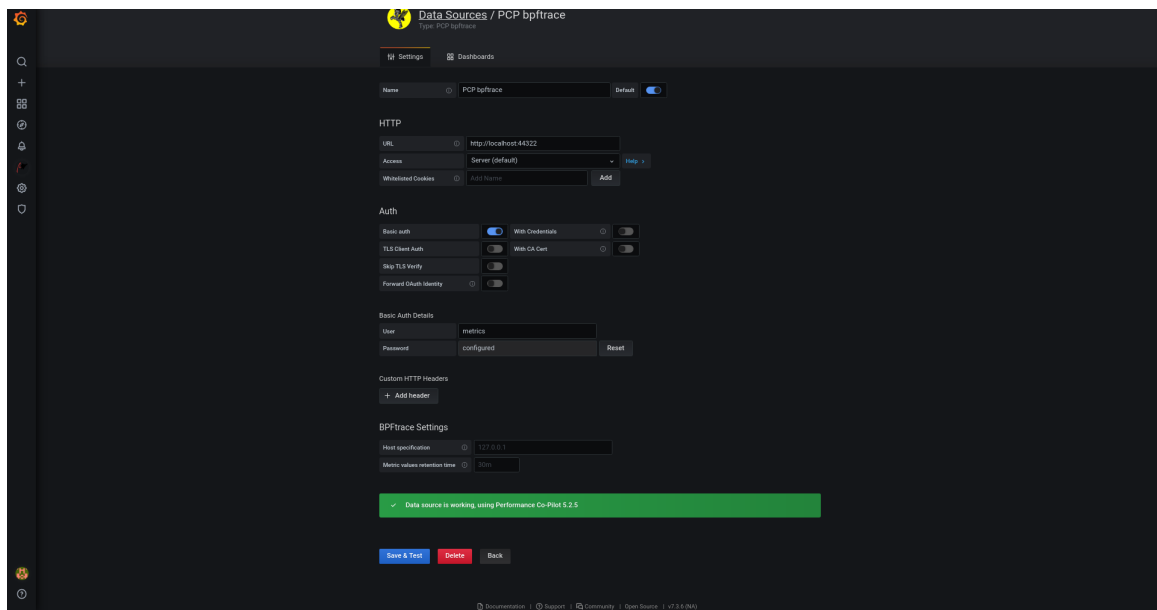 Data Sources / PCP bpftrace
Type: PCP bpftrace
Settings
Dashboards
Name PCP bpftrace Default
HTTP
URL http://localhost:44322
Access Server (default) Help ›
Whitelisted Cookies Add Name Add
Auth
Basic auth With Credentials
TLS Client Auth With CA Cert
Skip TLS Verify
Forward OAuth Identity
Basic Auth Details
User metrics
Password configured Reset
Custom HTTP Headers
+ Add header
BPFtrace Settings
Host specification 127.0.0.1
Metric values retention time 30m
Data source is working, using Performance Co-Pilot 5.2.5
Save & Test Delete Back
Documentation | Support | Community | Open Source | v7.3.6 (NA)